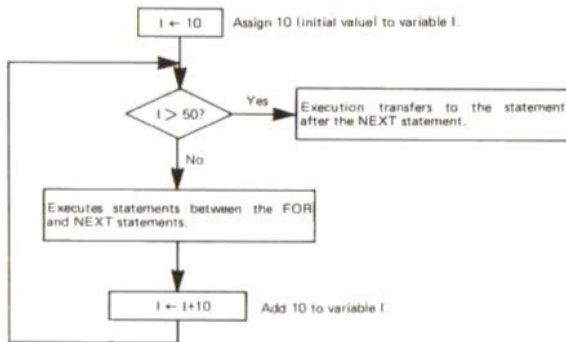 I ← 10
Assign 10 (initial value) to variable I.
I > 50?
Yes
Execution transfers to the statement
after the NEXT statement.
No
Executes statements between the FOR
and NEXT statements.
I ← I+10
Add 10 to variable I